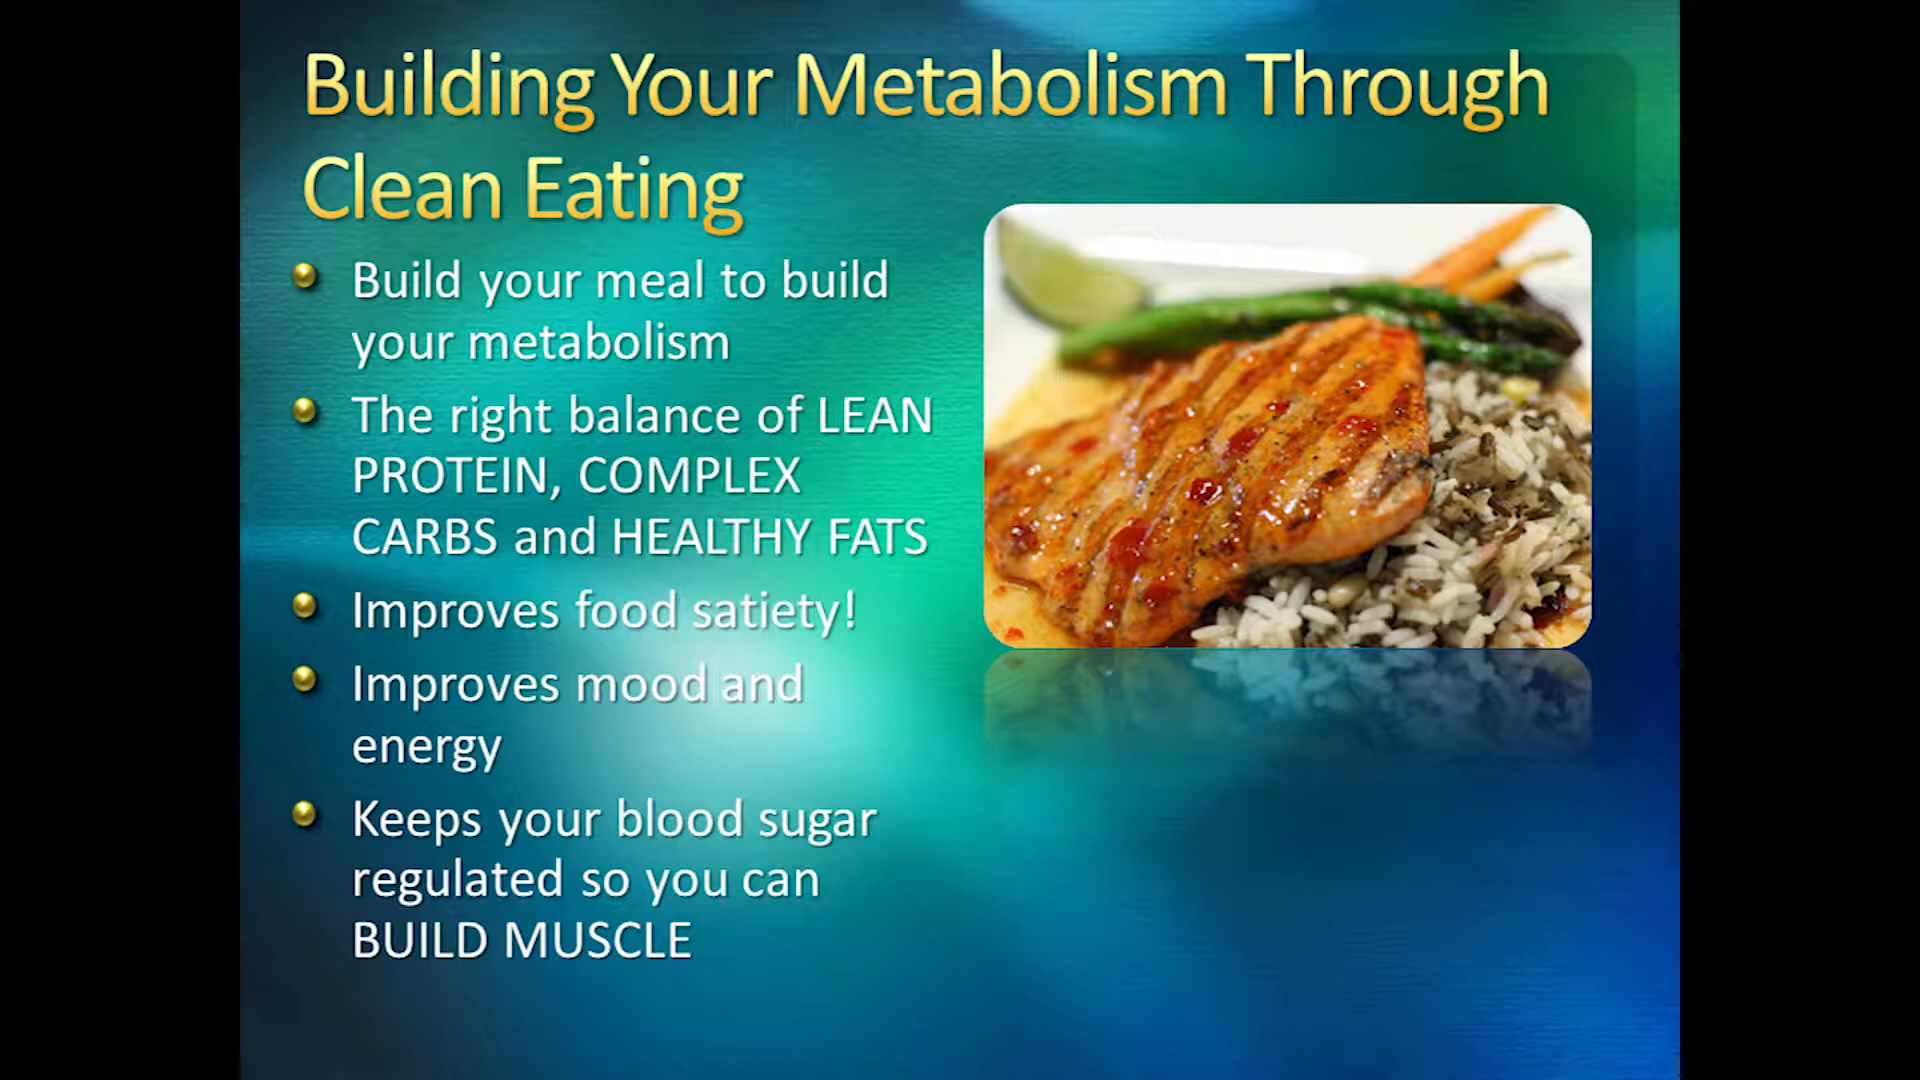 Building Your Metabolism Through
Clean Eating
Build your meal to build
your metabolism
The right balance of LEAN
PROTEIN, COMPLEX
CARBS and HEALTHY FATS
Improves food satiety!
Improves mood and
energy
Keeps your blood sugar
regulated so you can
BUILD MUSCLE